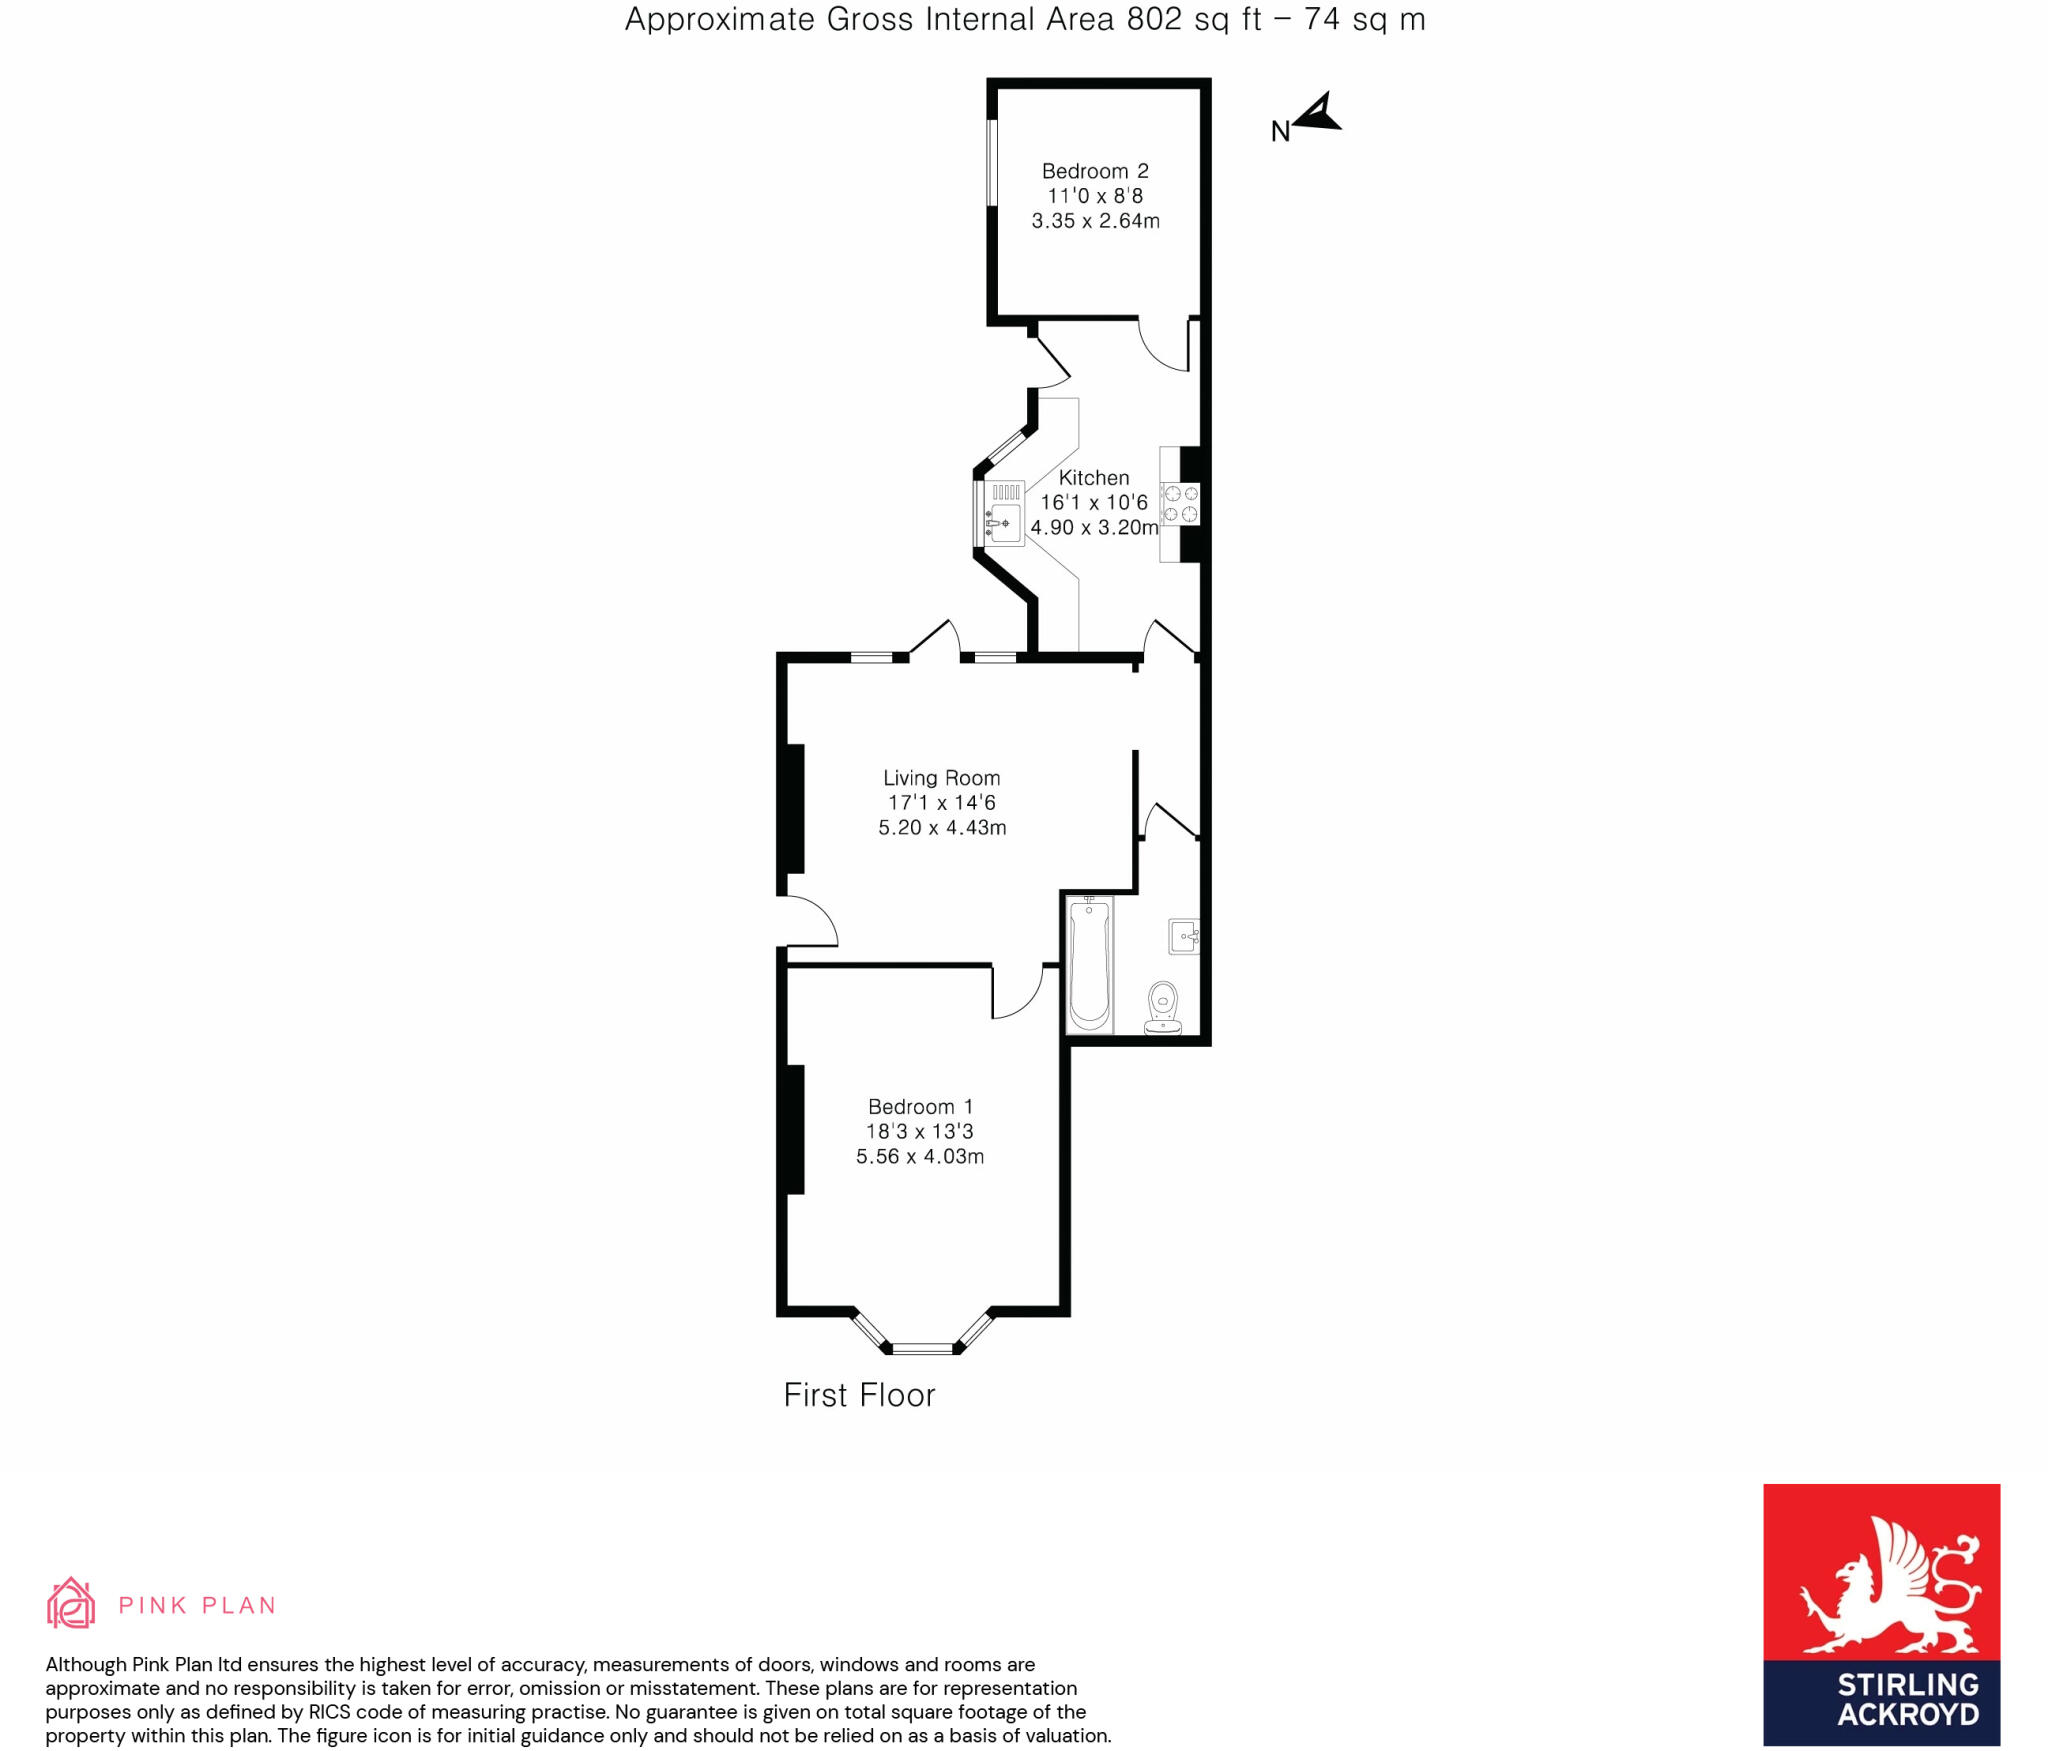 Approximate Gross Internal Area 802 sq ft – 74 sq m
N
Bedroom 2
11'0 x 8'8
3.35 x 2.64m
Kitchen
16'1 x 10'6
4.90 x 3.20m
Living Room
17'1 x 14'6
5.20 x 4.43m
Bedroom 1
18'3 x 13'3
5.56 x 4.03m
First Floor
PINK PLAN
Although Pink Plan ltd ensures the highest level of accuracy, measurements of doors, windows and rooms are
approximate and no responsibility is taken for error, omission or misstatement. These plans are for representation
purposes only as defined by RICS code of measuring practise. No guarantee is given on total square footage of the
property within this plan. The figure icon is for initial guidance only and should not be relied on as a basis of valuation.
STIRLING
ACKROYD